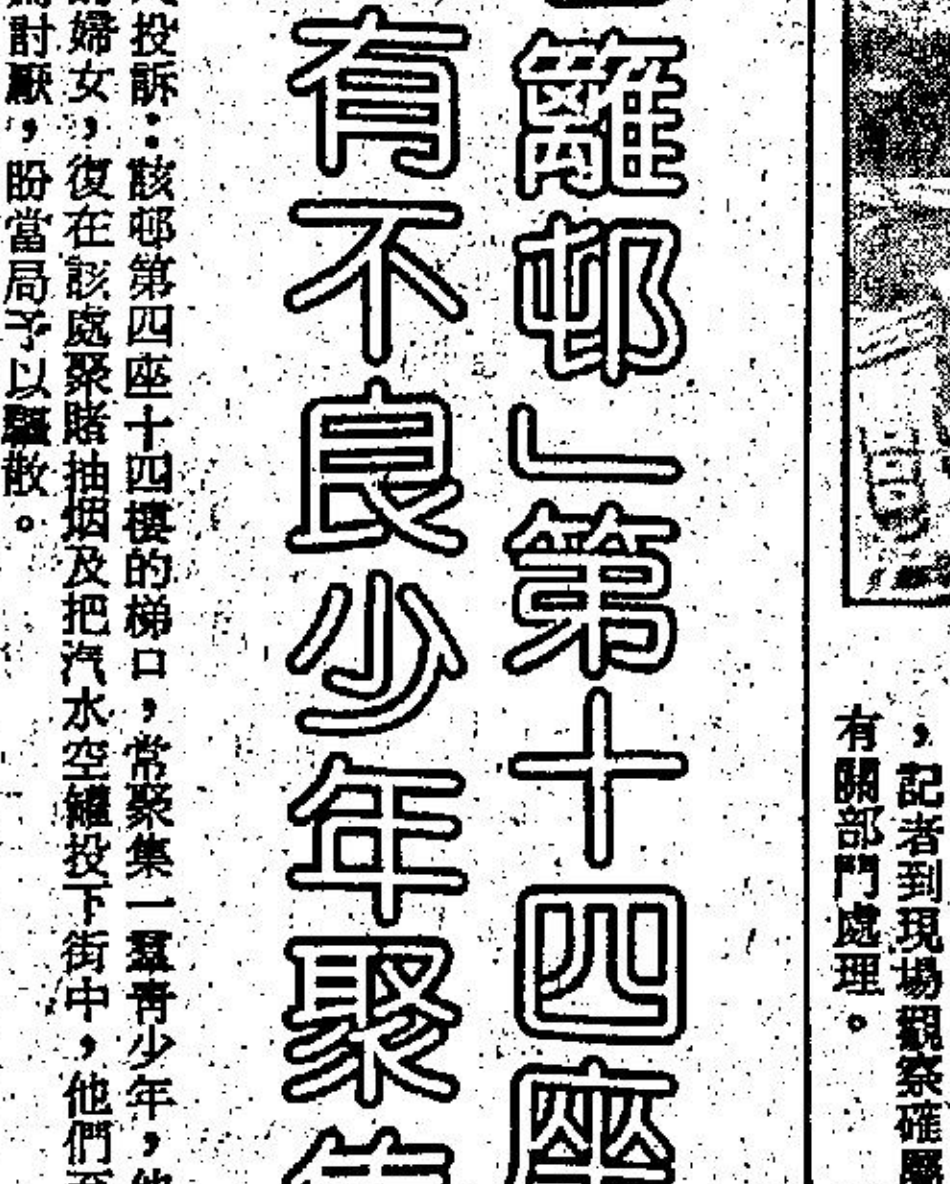 ，記者到現場觀察確屬
有關部門處理。
籬邨」第十四座
有不良少年聚集
投訴：該邨第四座十四樓的梯口，常聚集一羣青少年，他
婦女，復在該處聚賭抽烟及把汽水空罐投下街中，他們至
討厭，盼當局予以驅散。